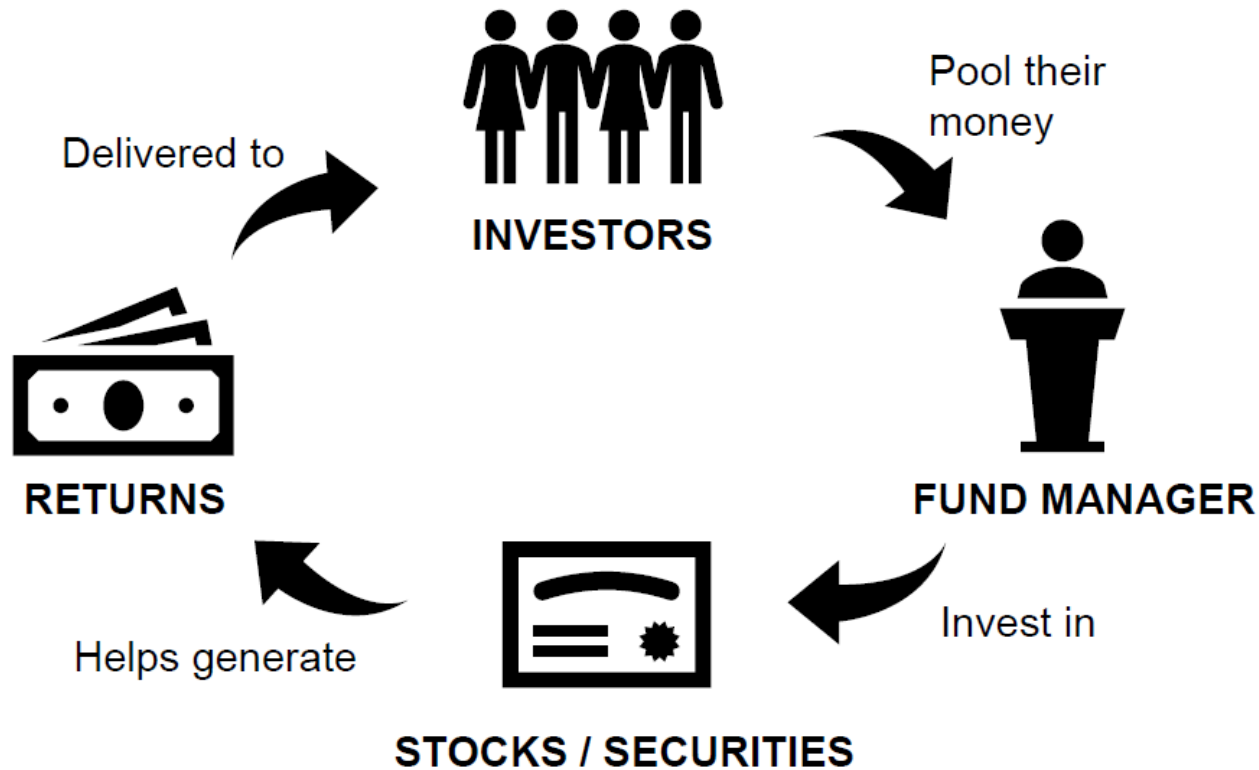 INVESTORS
Pool their
money
FUND MANAGER
Invest in
STOCKS / SECURITIES
Helps generate
RETURNS
Delivered to